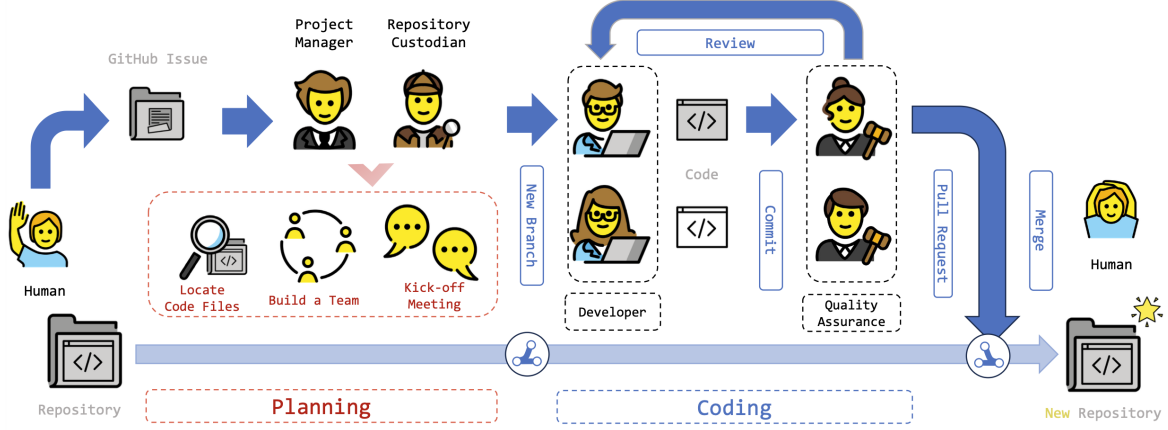 Project
Manager
Repository
Custodian
Review
GitHub Issue
</>
Code
</>
New Branch
Commit
Pull Request
Merge
Human
Human
</>
Locate
Code Files
Build a Team
Kick-off
Meeting
Developer
Quality
Assurance
</>
</>
Repository
Planning
Coding
New Repository